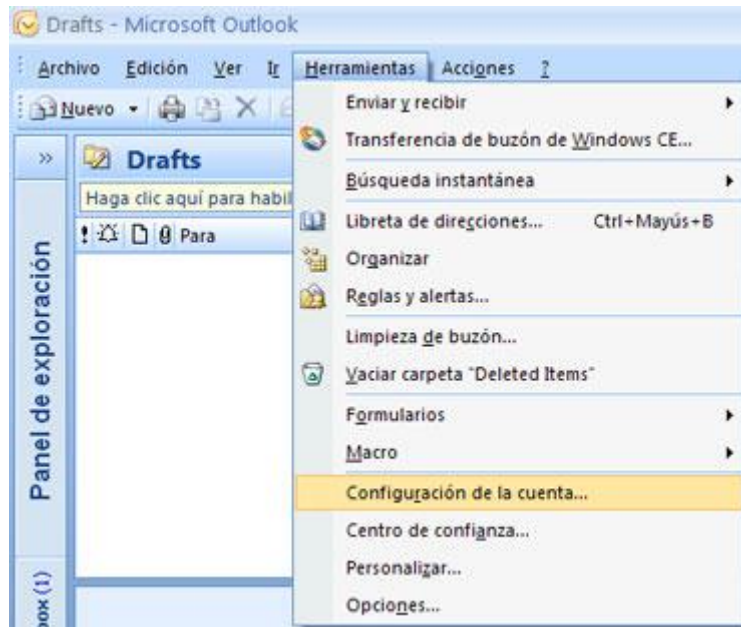 Drafts - Microsoft Outlook
Archivo Edición Ver Ir Herramientas Acciones ?
Nuevo
Drafts
Haga clic aquí para habil
Para
Panel de exploración
box (1)
Enviar y recibir
Transferencia de buzón de Windows CE...
Búsqueda instantánea
Libreta de direcciones... Ctrl+Mayús+B
Organizar
Reglas y alertas...
Limpieza de buzón...
Vaciar carpeta "Deleted Items"
Formularios
Macro
Configuración de la cuenta...
Centro de confianza...
Personalizar...
Opciones...